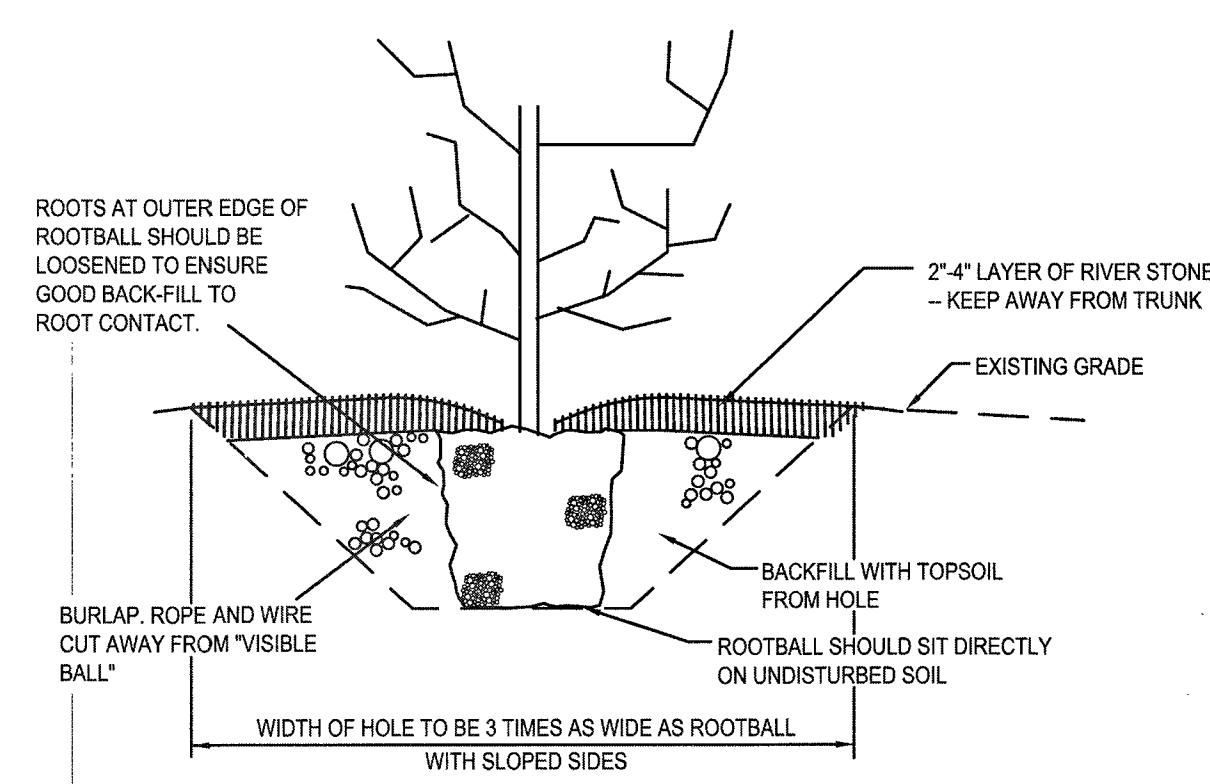 ROOTS AT OUTER EDGE OF
ROOTBALL SHOULD BE
LOOSENED TO ENSURE
GOOD BACK-FILL TO
ROOT CONTACT.
2"-4" LAYER OF RIVER STONE
– KEEP AWAY FROM TRUNK
EXISTING GRADE
BURLAP. ROPE AND WIRE
CUT AWAY FROM "VISIBLE
BALL"
BACKFILL WITH TOPSOIL
FROM HOLE
ROOTBALL SHOULD SIT DIRECTLY
ON UNDISTURBED SOIL
WIDTH OF HOLE TO BE 3 TIMES AS WIDE AS ROOTBALL
WITH SLOPED SIDES